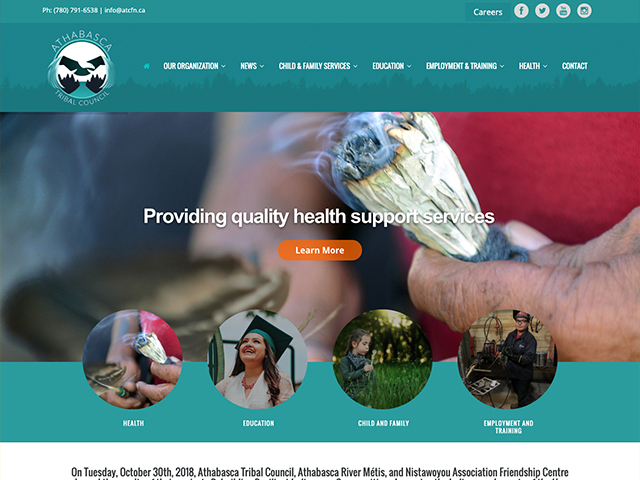 Ph: (780) 791-6538 | info@atcfn.ca
Careers
ATHABASCA
TRIBAL COUNCIL
OUR ORGANIZATION
NEWS
CHILD & FAMILY SERVICES
EDUCATION
EMPLOYMENT & TRAINING
HEALTH
CONTACT
Providing quality health support services
Learn More
HEALTH
EDUCATION
CHILD AND FAMILY
EMPLOYMENT AND
TRAINING
On Tuesday, October 30th, 2018, Athabasca Tribal Council, Athabasca River Métis, and Nistawoyou Association Friendship Centre